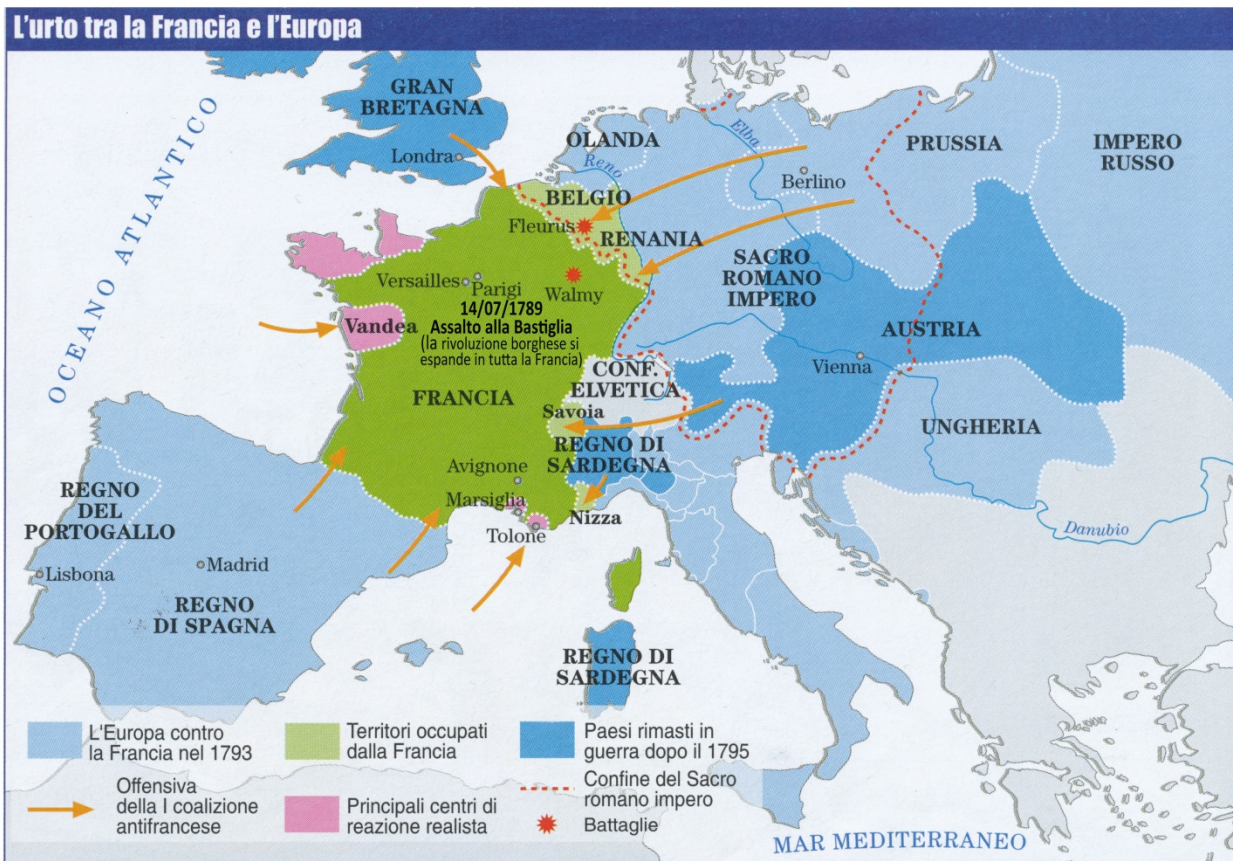 L'urto tra la Francia e l'Europa
OCEANO ATLANTICO
GRAN
BRETAGNA
Londra
OLANDA
Reno
Elba
PRUSSIA
IMPERO
RUSSO
Berlino
BELGIO
Fleurus
RENANIA
SACRO
ROMANO
IMPERO
Versailles
Parigi
Walmy
14/07/1789
Assalto alla Bastiglia
(la rivoluzione borghese si
espande in tutta la Francia)
Vandea
AUSTRIA
Vienna
CONF.
ELVETICA
FRANCIA
Savoia
UNGHERIA
REGNO DI
SARDEGNA
Avignone
Marsiglia
Tolone
Nizza
Danubio
REGNO
DEL
PORTOGALLO
Lisbona
Madrid
REGNO
DI SPAGNA
REGNO DI
SARDEGNA
L'Europa contro
la Francia nel 1793
Territori occupati
dalla Francia
Paesi rimasti in
guerra dopo il 1795
Offensiva
della I coalizione
antifrancese
Principali centri di
reazione realista
Confine del Sacro
romano impero
Battaglie
MAR MEDITERRANEO